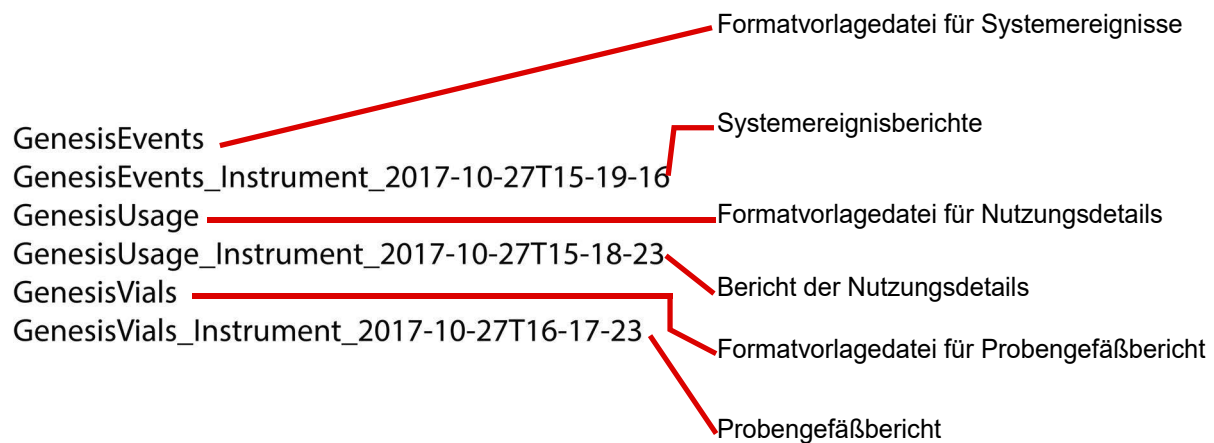 Formatvorlagedatei für Systemereignisse
Systemereignisberichte
GenesisEvents
GenesisEvents_Instrument_2017-10-27T15-19-16
GenesisUsage
Formatvorlagedatei für Nutzungsdetails
GenesisUsage_Instrument_2017-10-27T15-18-23
Bericht der Nutzungsdetails
GenesisVials
GenesisVials_Instrument_2017-10-27T16-17-23
Formatvorlagedatei für Probengefäßbericht
Probengefäßbericht